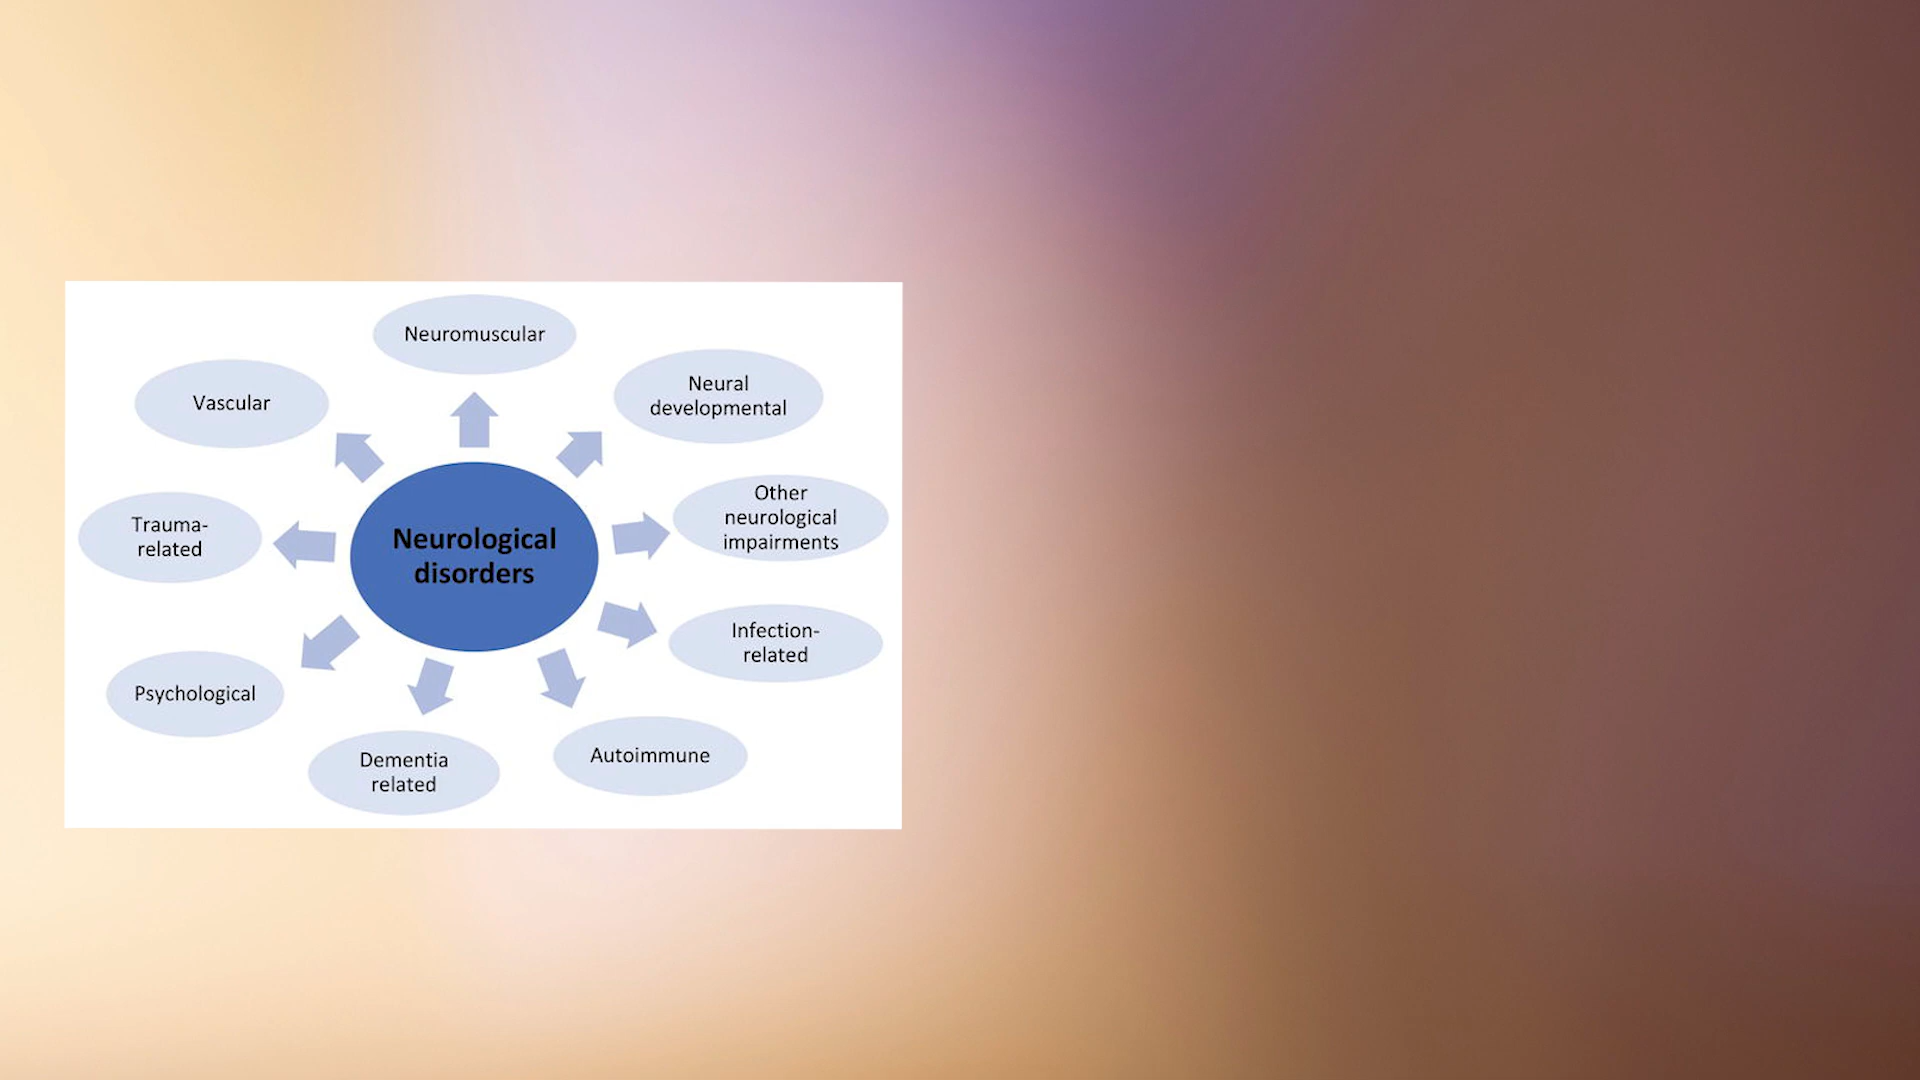 Neuromuscular
Neural
developmental
Vascular
Other
neurological
impairments
Trauma-
related
Neurological
disorders
Infection-
related
Psychological
Dementia
related
Autoimmune